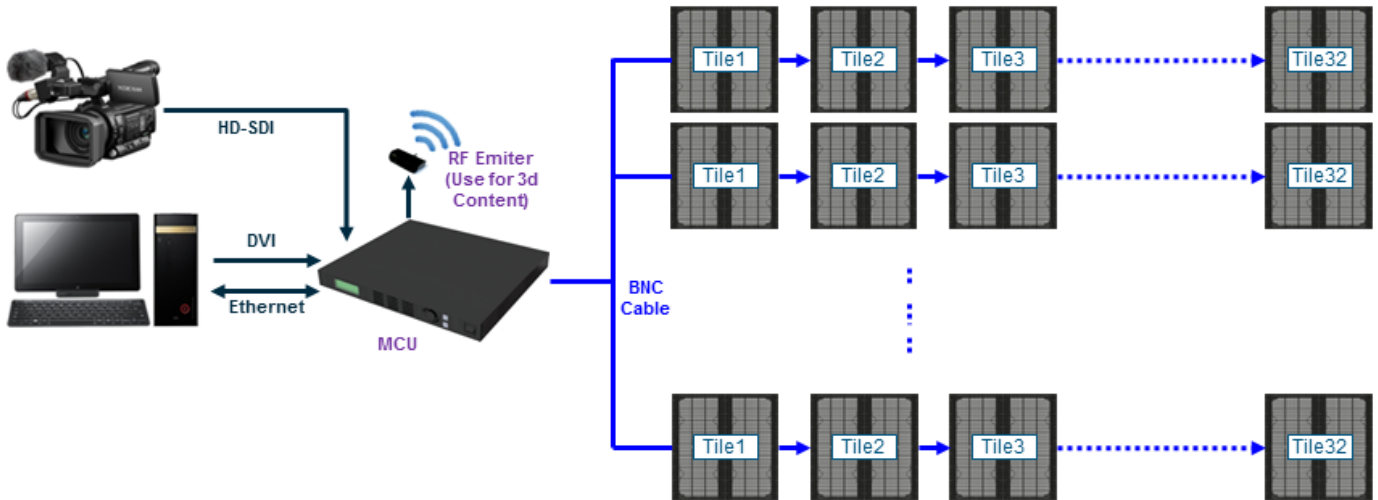 Tile1
Tile2
Tile3
Tile32
HD-SDI
RF Emiter
(Use for 3d
Content)
Tile1
Tile2
Tile3
Tile32
DVI
Ethernet
BNC
Cable
MCU
Tile1
Tile2
Tile3
Tile32